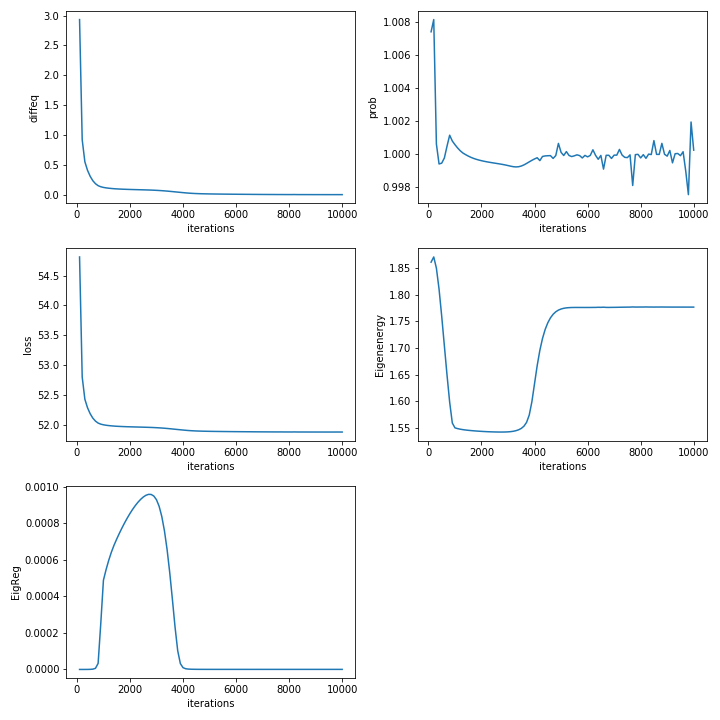 diffeq
3.0
2.5
2.0
1.5
1.0
0.5
0.0
0 2000 4000 6000 8000 10000
iterations
prob
1.008
1.006
1.004
1.002
1.000
0.998
0 2000 4000 6000 8000 10000
iterations
loss
54.5
54.0
53.5
53.0
52.5
52.0
0 2000 4000 6000 8000 10000
iterations
Eigenenergy
1.85
1.80
1.75
1.70
1.65
1.60
1.55
0 2000 4000 6000 8000 10000
iterations
EigReg
0.0010
0.0008
0.0006
0.0004
0.0002
0.0000
0 2000 4000 6000 8000 10000
iterations